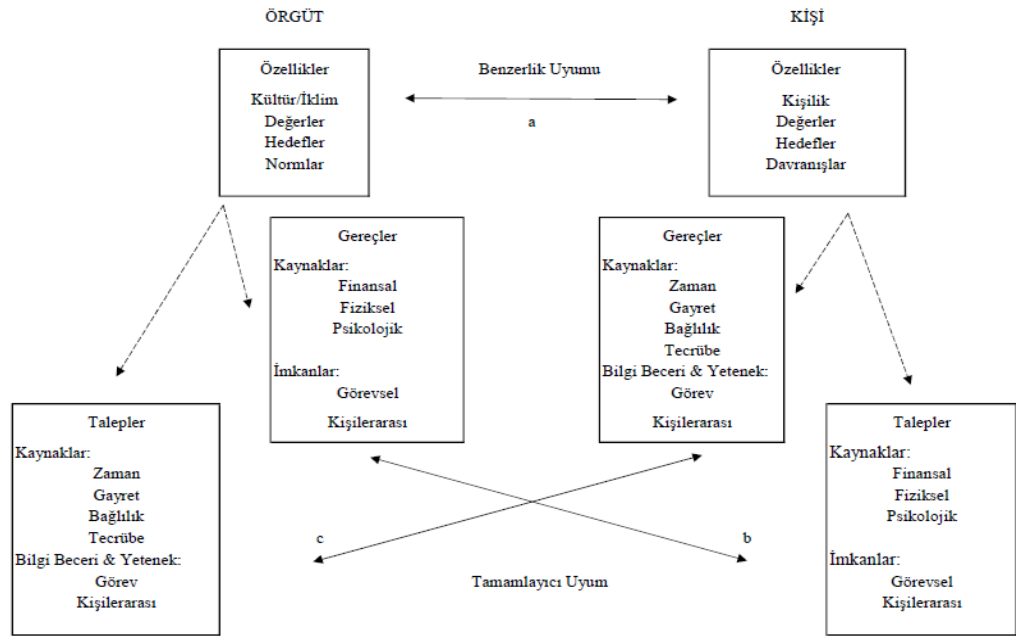 ÖRGÜT
KİŞİ
Özellikler
Kültür/İklim
Değerler
Hedefler
Normlar
Benzerlik Uyumu
a
Özellikler
Kişilik
Değerler
Hedefler
Davranışlar
Gereçler
Kaynaklar:
Finansal
Fiziksel
Psikolojik
İmkanlar:
Görevsel
Kişilerarası
Gereçler
Kaynaklar:
Zaman
Gayret
Bağlılık
Tecrübe
Bilgi Beceri & Yetenek:
Görev
Kişilerarası
Talepler
Kaynaklar:
Zaman
Gayret
Bağlılık
Tecrübe
Bilgi Beceri & Yetenek:
Görev
Kişilerarası
c
b
Tamamlayıcı Uyum
Talepler
Kaynaklar:
Finansal
Fiziksel
Psikolojik
İmkanlar:
Görevsel
Kişilerarası